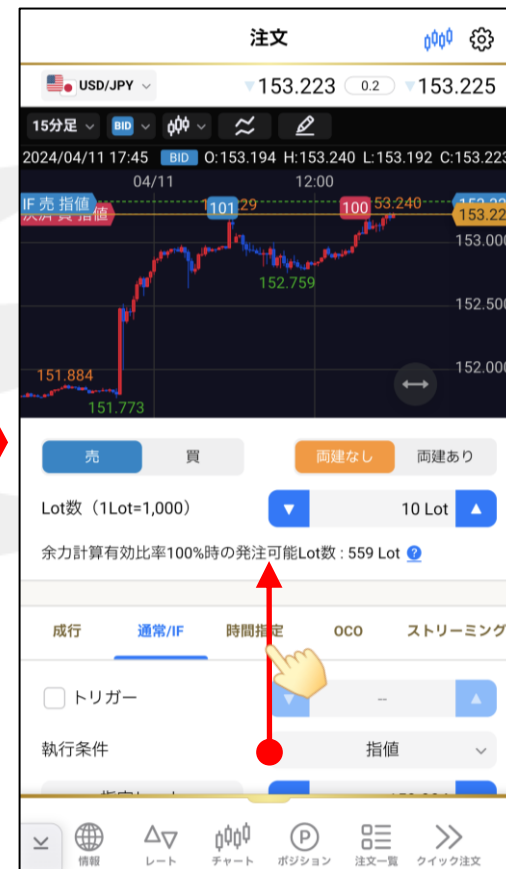 注文
USD/JPY 153.223 0.2 153.225
15分足 BID
2024/04/11 17:45 BID O:153.194 H:153.240 L:153.192 C:153.223
04/11 12:00
IF 売 指値 101 100 53.240
153.22
153.000
152.759
152.500
152.000
151.884
151.773
売 買 両建なし 両建あり
Lot数（1Lot=1,000） 10 Lot
余力計算有効比率100%時の発注可能Lot数 : 559 Lot ?
成行 通常/IF 時間指定 OCO ストリーミング
トリガー --
執行条件 指値
情報 レート チャート ポジション 注文一覧 クイック注文